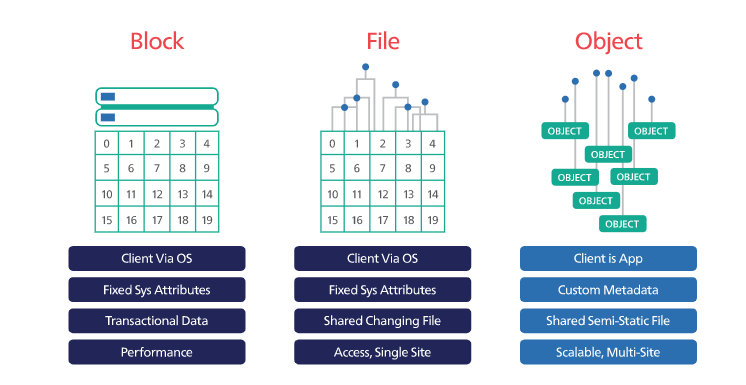 Block
0 1 2 3 4
5 6 7 8 9
10 11 12 13 14
15 16 17 18 19
Client Via OS
Fixed Sys Attributes
Transactional Data
Performance
File
0 1 2 3 4
5 6 7 8 9
10 11 12 13 14
15 16 17 18 19
Client Via OS
Fixed Sys Attributes
Shared Changing File
Access, Single Site
Object
OBJECT
OBJECT
OBJECT
OBJECT
OBJECT
OBJECT
OBJECT
Client is App
Custom Metadata
Shared Semi-Static File
Scalable, Multi-Site